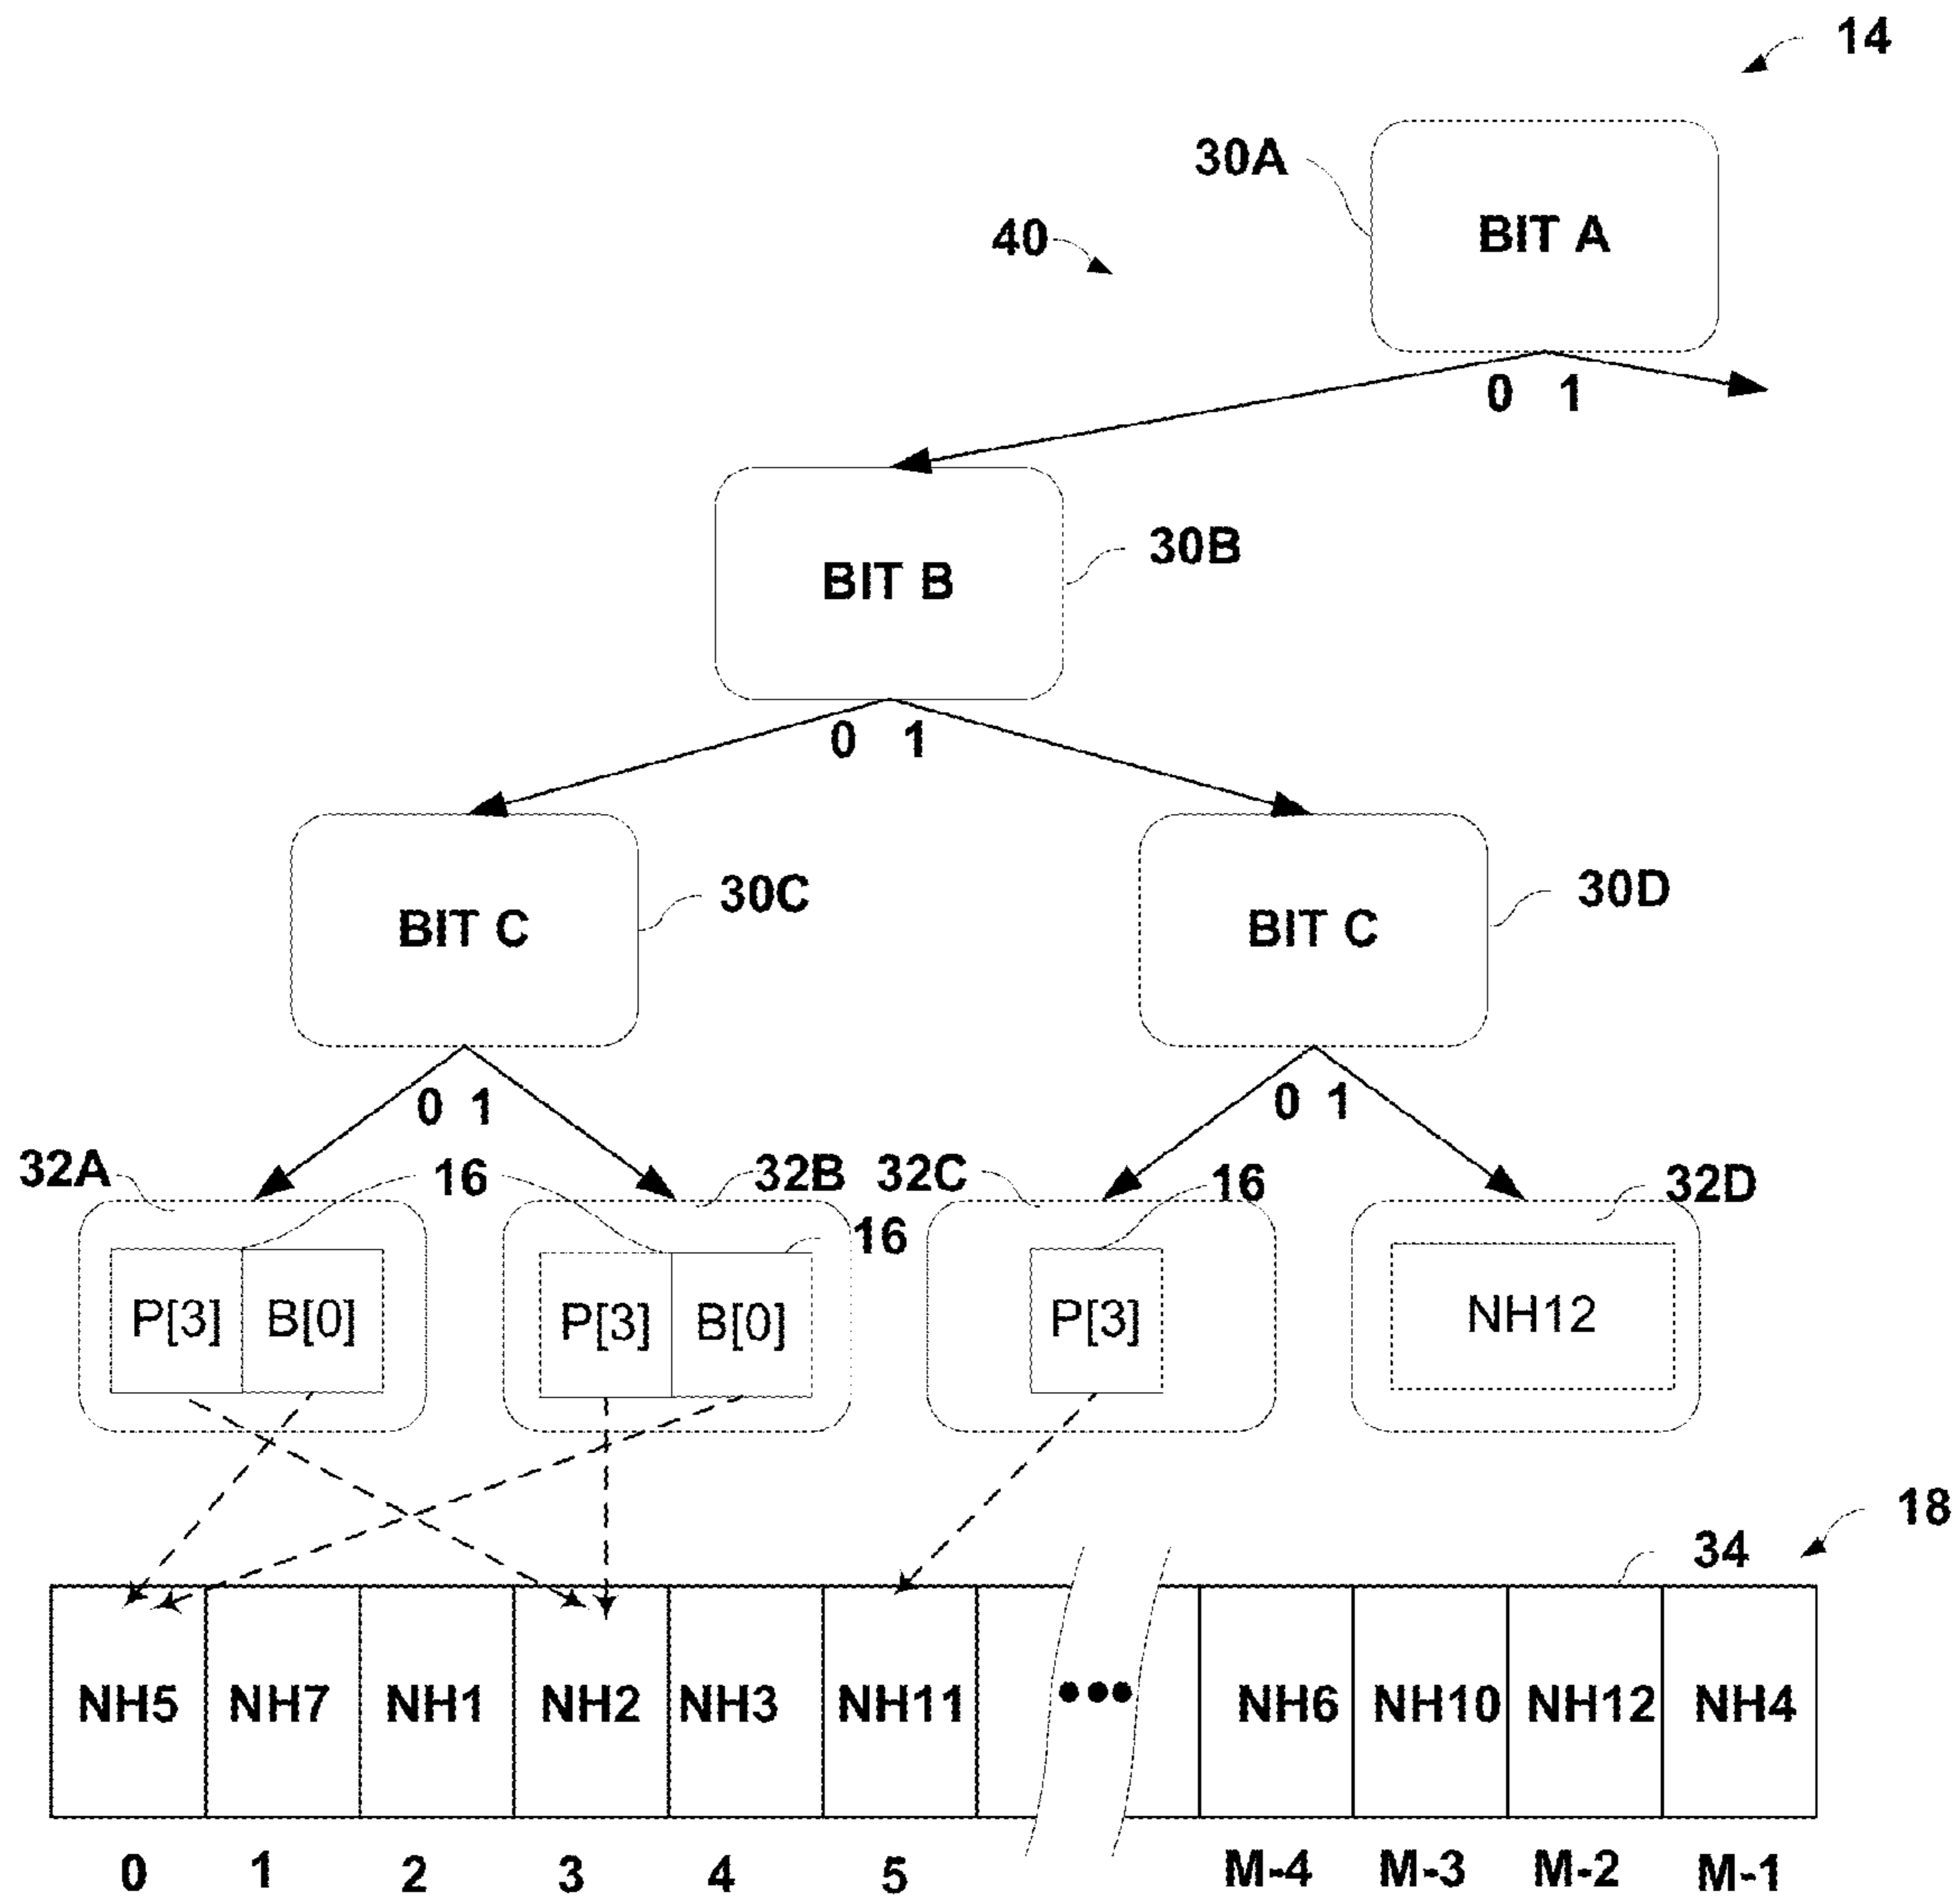 14
30A
BIT A
40
0 1
BIT B
30B
0 1
BIT C
30C
BIT C
30D
0 1
0 1
32A
16
32B
32C
16
32D
16
P[3] B[0]
P[3] B[0]
P[3]
NH12
18
34
NH5 NH7 NH1 NH2 NH3 NH11 ••• NH6 NH10 NH12 NH4
0 1 2 3 4 5 M-4 M-3 M-2 M-1